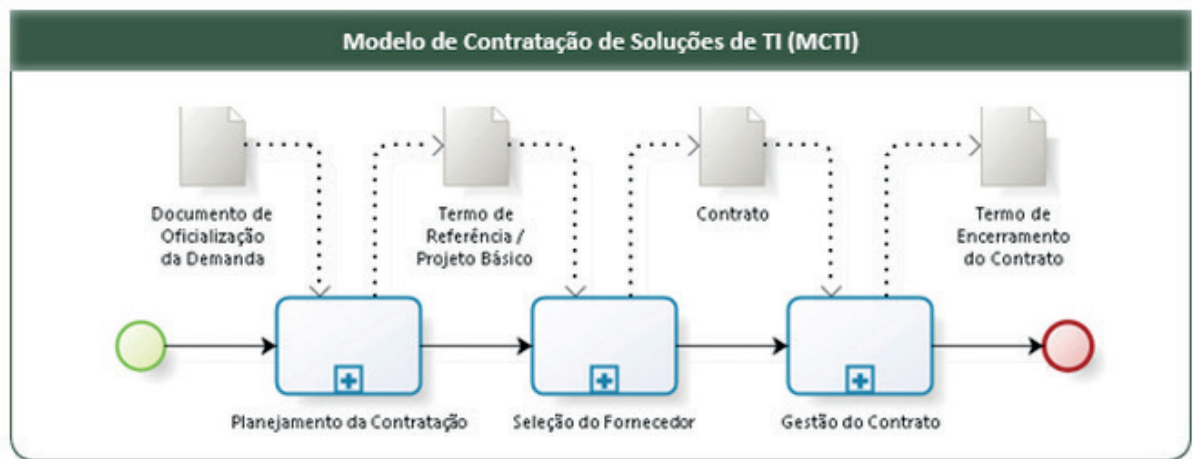 Modelo de Contratação de Soluções de TI (MCTI)
Documento de
Oficialização
da Demanda
Termo de
Referência /
Projeto Básico
Contrato
Termo de
Encerramento
do Contrato
Planejamento da Contratação
Seleção do Fornecedor
Gestão do Contrato